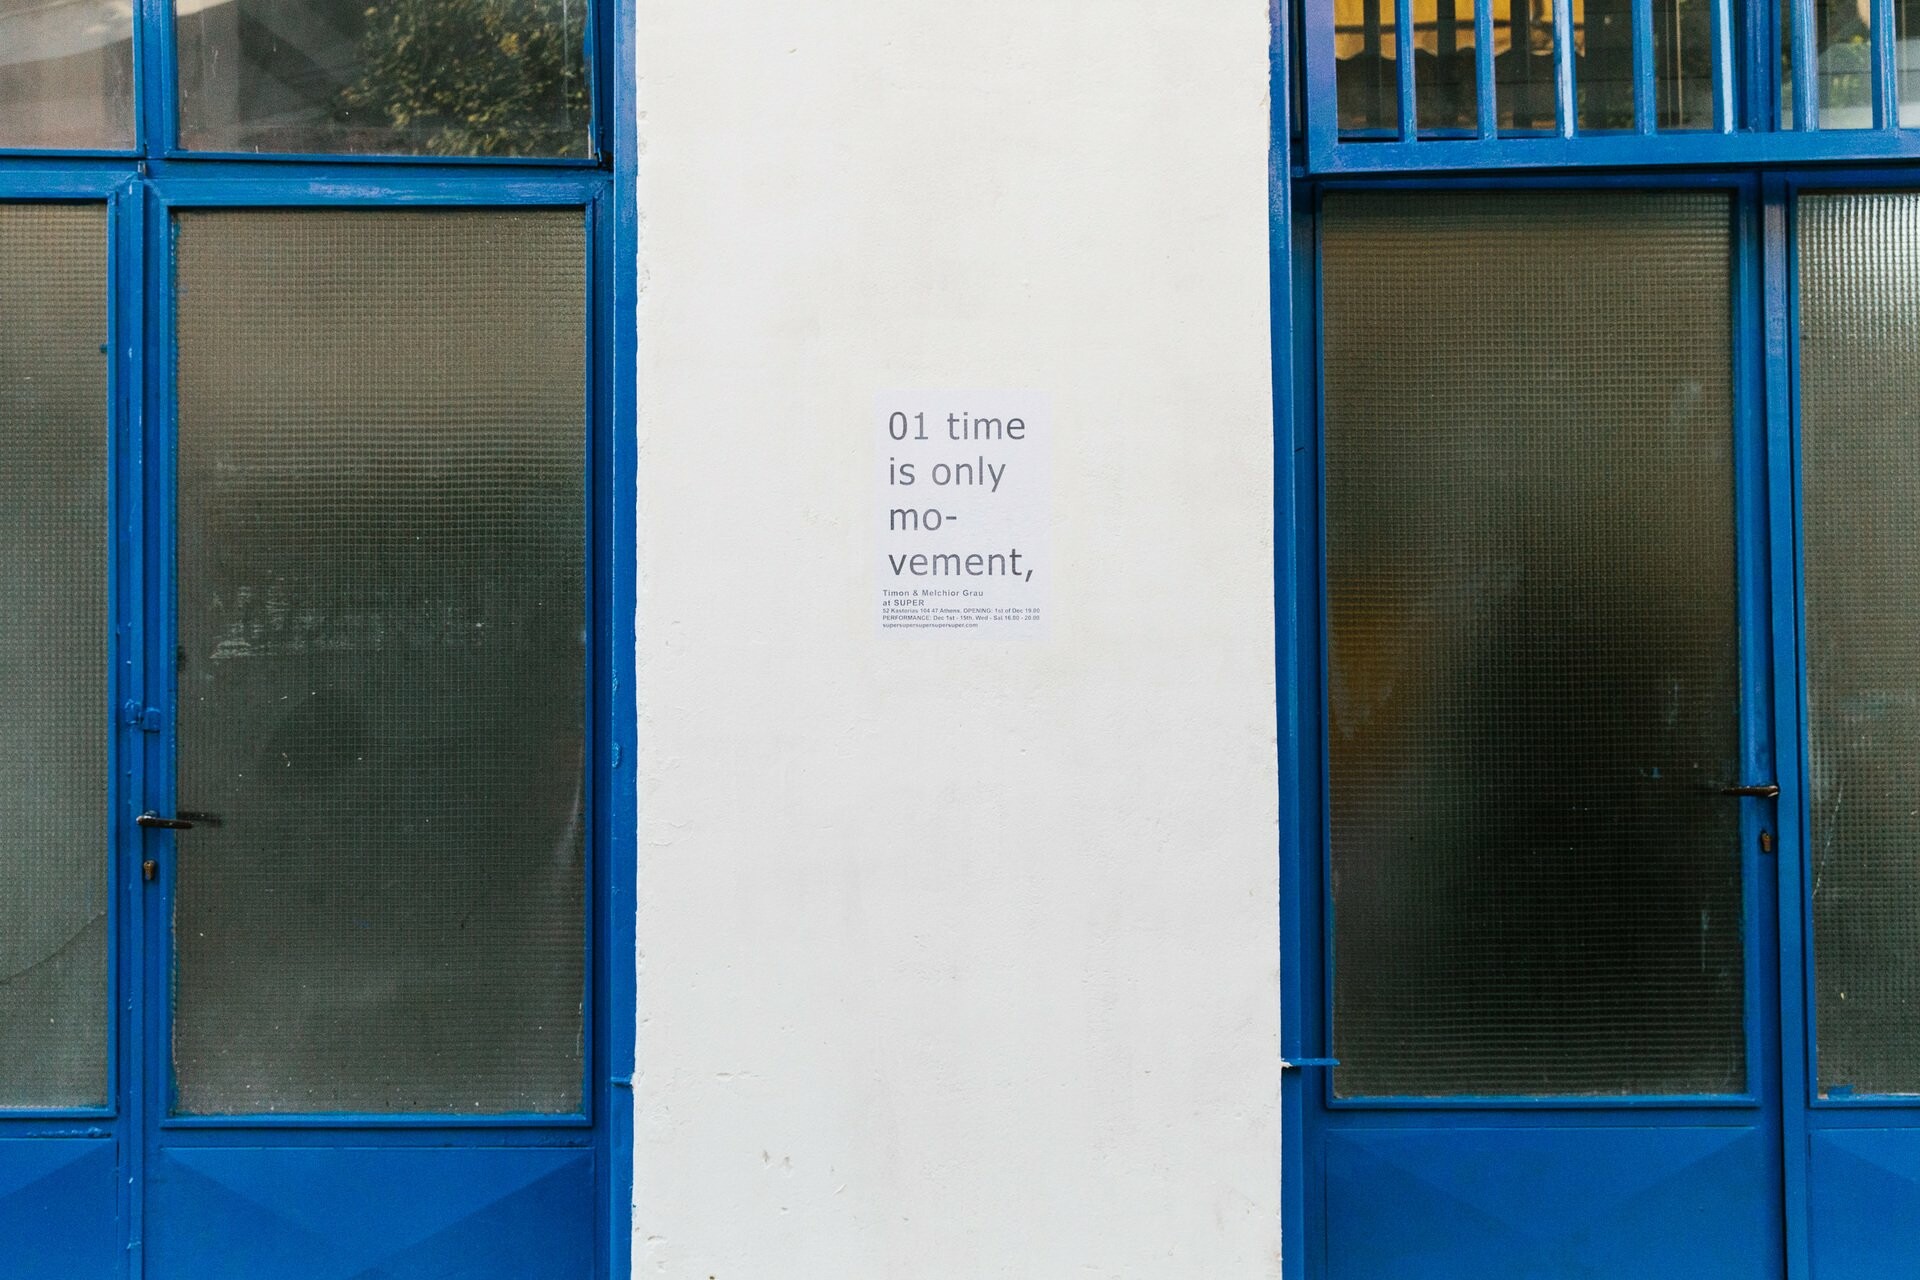 01 time
is only
mo-
vement,
Timon & Melchior Grau
at SUPER
52 Kastorias 104 47 Athens, OPENING: 1st of Dec 19.00
PERFORMANCE: Dec 1st - 15th, Wed - Sat 16.00 - 20.00
supersupersupersupersuper.com